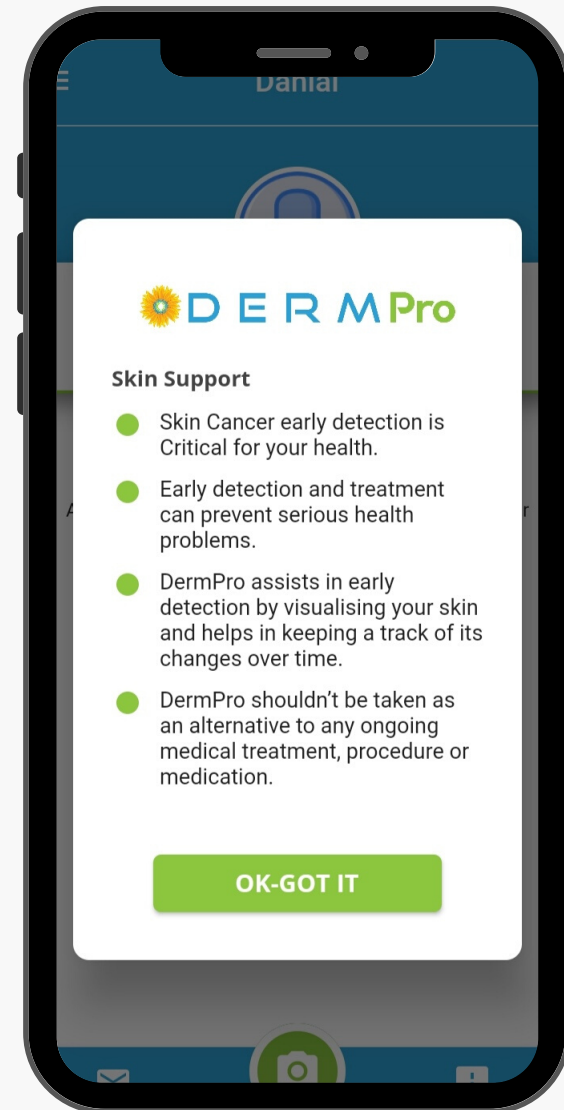 Danial
DERMPro
Skin Support
Skin Cancer early detection is
Critical for your health.
Early detection and treatment
can prevent serious health
problems.
DermPro assists in early
detection by visualising your skin
and helps in keeping a track of its
changes over time.
DermPro shouldn't be taken as
an alternative to any ongoing
medical treatment, procedure or
medication.
OK-GOT IT